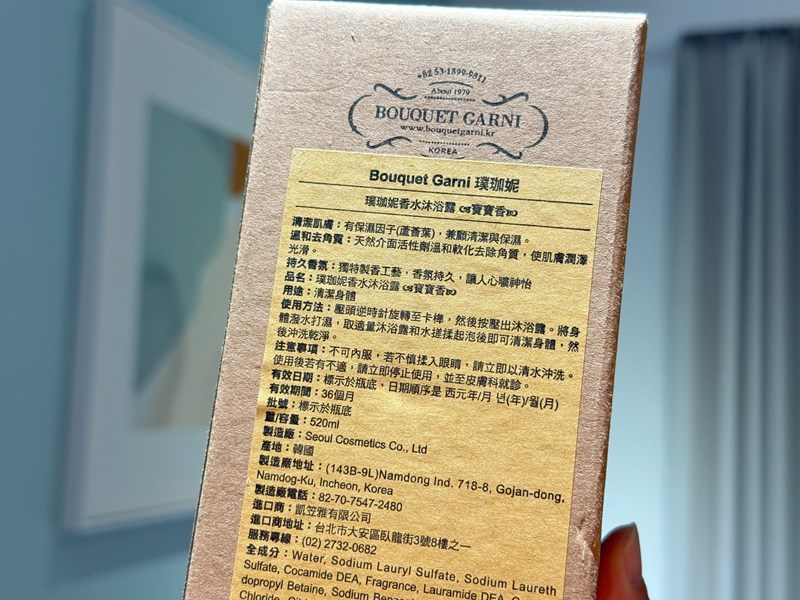 +82 53-1899-9811
About 1979
BOUQUET GARNI
www.bouquetgarni.kr
KOREA
Bouquet Garni 璞珈妮
璞珈妮香水沐浴露 ଓ寶寶香ଓ
清潔肌膚：有保濕因子(蘆薈葉)，兼顧清潔與保濕。
溫和去角質：天然介面活性劑溫和軟化去除角質，使肌膚潤澤
光滑。
持久香氛：獨特製香工藝，香氛持久，讓人心曠神怡
品名：璞珈妮香水沐浴露 ଓ寶寶香ଓ
用途：清潔身體
使用方法：壓頭逆時針旋轉至卡榫，然後按壓出沐浴露。將身
體潑水打濕，取適量沐浴露和水搓揉起泡後即可清潔身體，然
後沖洗乾淨。
注意事項：不可內服，若不慎揉入眼睛，請立即以清水沖洗。
使用後若有不適，請立即停止使用，並至皮膚科就診。
有效日期：標示於瓶底，日期順序是 西元年/月 년(年)/월(月)
有效期間：36個月
批號：標示於瓶底
重/容量：520ml
製造廠：Seoul Cosmetics Co., Ltd
產地：韓國
製造廠地址：(143B-9L)Namdong Ind. 718-8, Gojan-dong,
Namdog-Ku, Incheon, Korea
製造廠電話：82-70-7547-2480
進口商：凱笠雅有限公司
進口商地址：台北市大安區臥龍街3號8樓之一
服務專線：(02) 2732-0682
全成分：Water, Sodium Lauryl Sulfate, Sodium Laureth
Sulfate, Cocamide DEA, Fragrance, Lauramide DEA,
dopropyl Betaine, Sodium
Chloride,